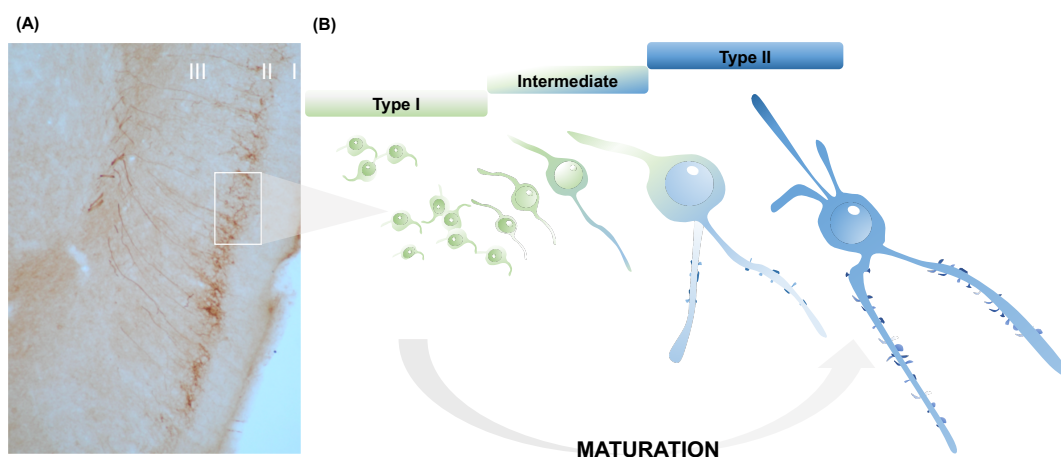 (A)
(B)
III
II
I
Type I
Intermediate
Type II
MATURATION